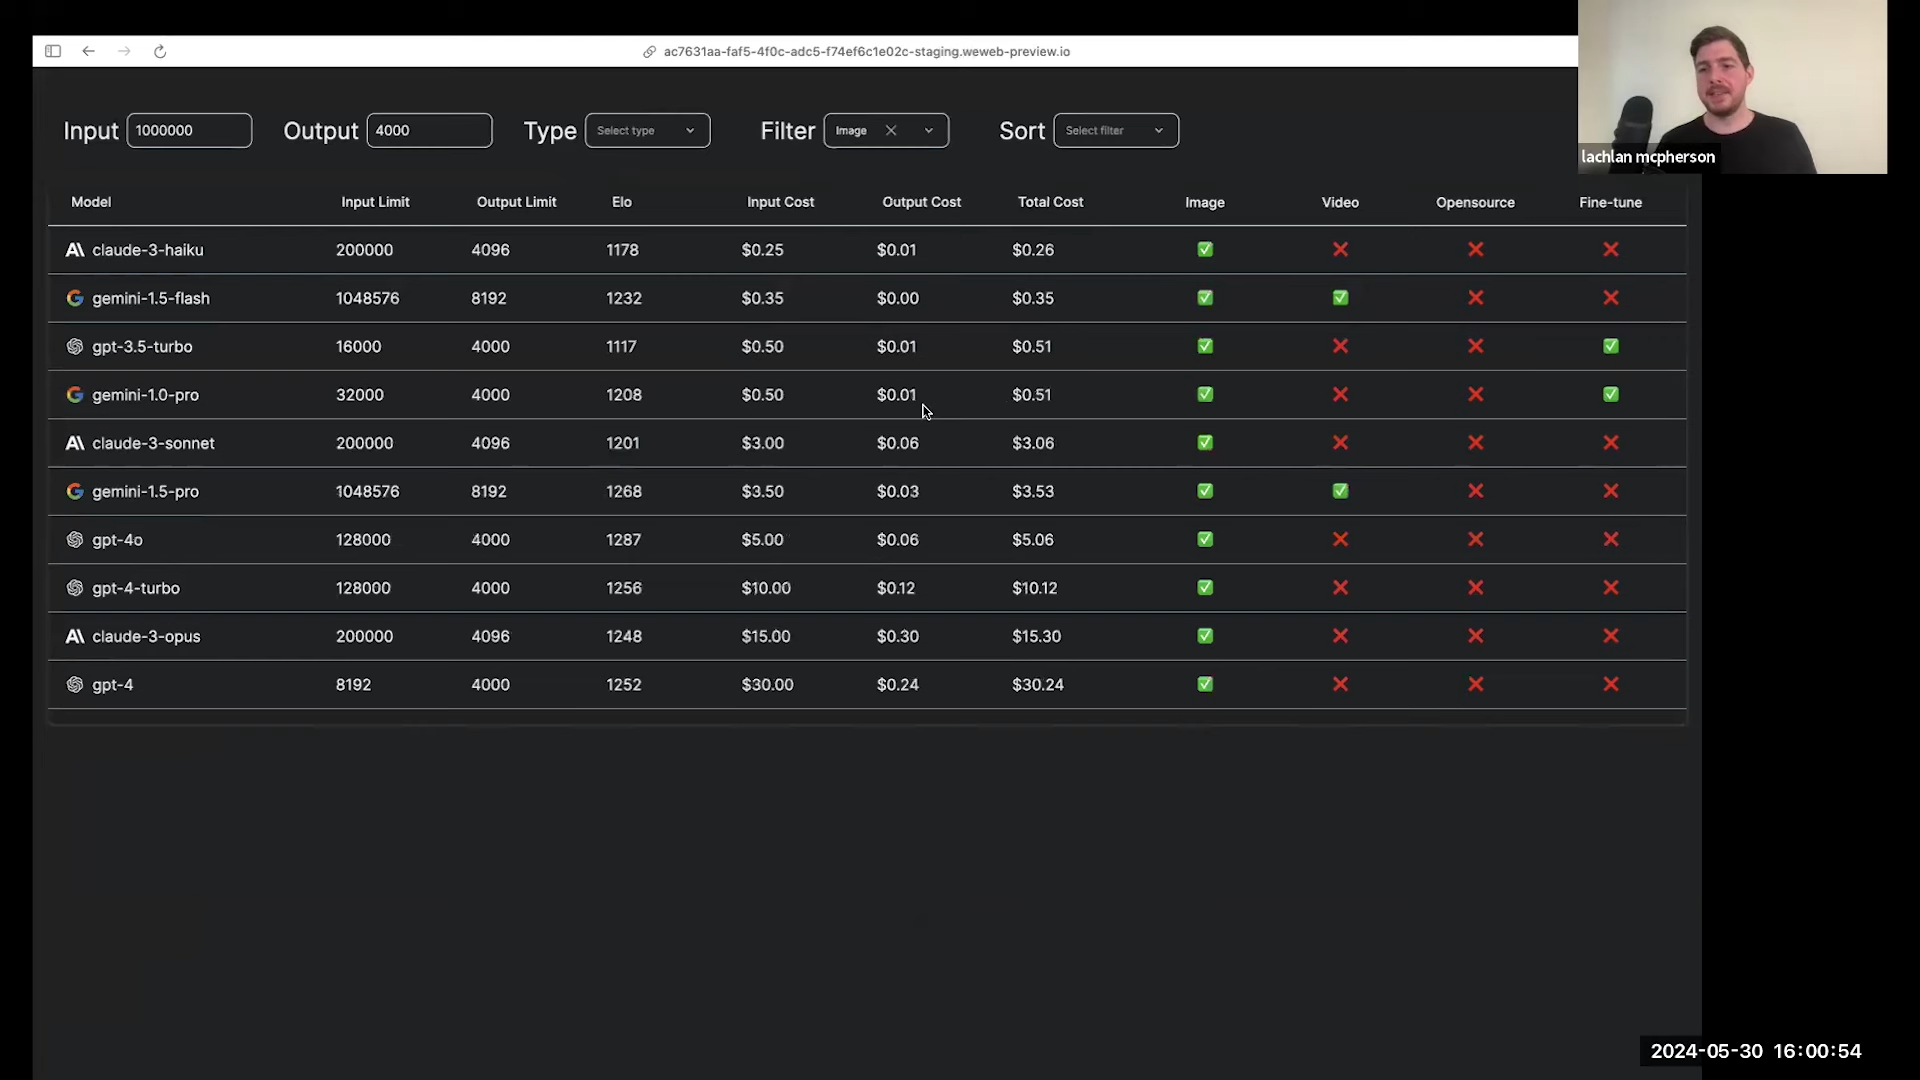 ac7631aa-faf5-4f0c-adc5-f74ef6c1e02c-staging.weweb-preview.io
Input 1000000 Output 4000 Type Select type Filter Image Sort Select filter
lachlan mcpherson
Model Input Limit Output Limit Elo Input Cost Output Cost Total Cost Image Video Opensource Fine-tune
claude-3-haiku 200000 4096 1178 $0.25 $0.01 $0.26
gemini-1.5-flash 1048576 8192 1232 $0.35 $0.00 $0.35
gpt-3.5-turbo 16000 4000 1117 $0.50 $0.01 $0.51
gemini-1.0-pro 32000 4000 1208 $0.50 $0.01 $0.51
claude-3-sonnet 200000 4096 1201 $3.00 $0.06 $3.06
gemini-1.5-pro 1048576 8192 1268 $3.50 $0.03 $3.53
gpt-4o 128000 4000 1287 $5.00 $0.06 $5.06
gpt-4-turbo 128000 4000 1256 $10.00 $0.12 $10.12
claude-3-opus 200000 4096 1248 $15.00 $0.30 $15.30
gpt-4 8192 4000 1252 $30.00 $0.24 $30.24
2024-05-30 16:00:54